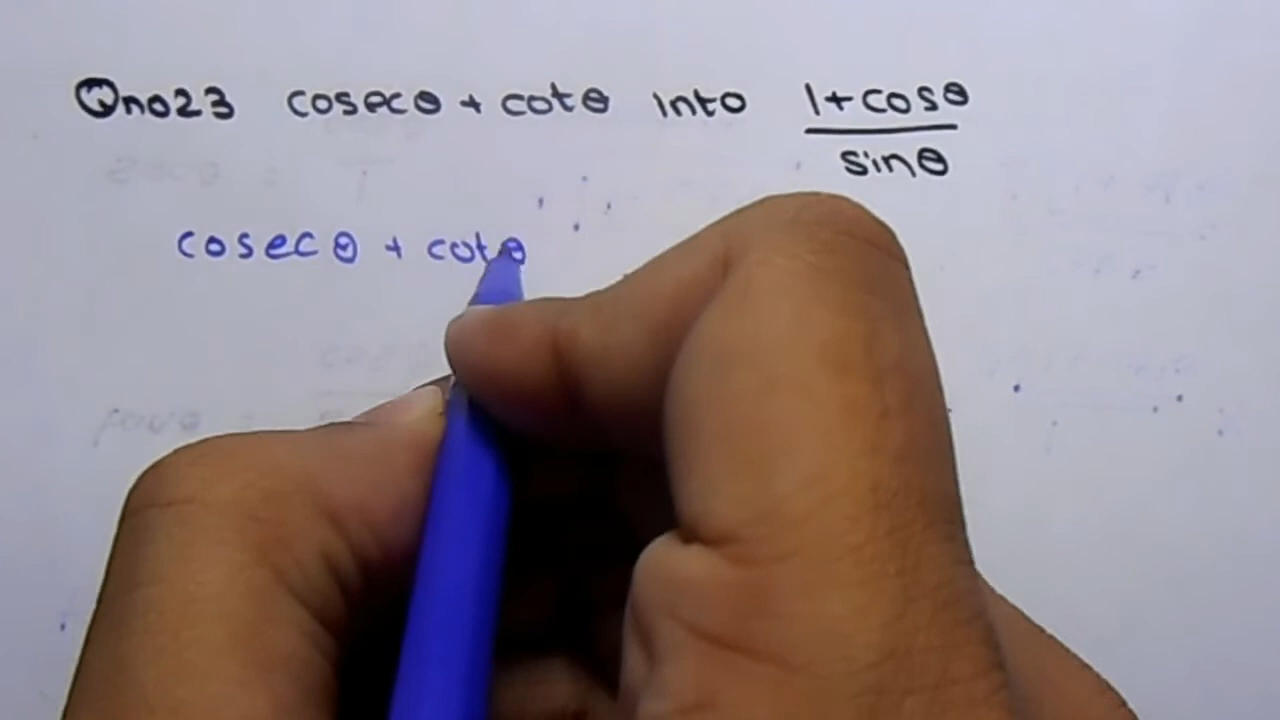 Qno23 cosecθ + cotθ into 1+cosθ
sinθ
cosecθ + cotθ